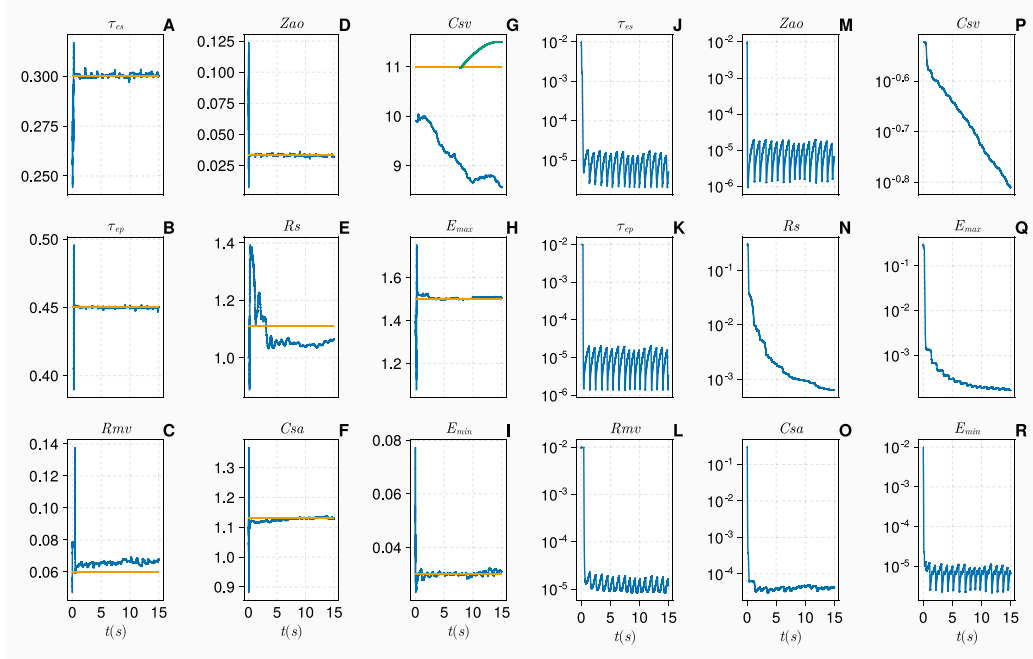 τes A
0.300
0.275
0.250
Zao D
0.125
0.100
0.075
0.050
0.025
Csv G
11
10
9
τes J
10⁻²
10⁻³
10⁻⁴
10⁻⁵
Zao M
10⁻²
10⁻³
10⁻⁴
10⁻⁵
10⁻⁶
Csv P
10⁻⁰·⁶
10⁻⁰·⁷
10⁻⁰·⁸
τep B
0.50
0.45
0.40
Rs E
1.4
1.2
1.0
Emax H
1.6
1.4
1.2
τep K
10⁻²
10⁻³
10⁻⁴
10⁻⁵
10⁻⁶
Rs N
10⁻¹
10⁻²
10⁻³
Emax Q
10⁻¹
10⁻²
10⁻³
Rmv C
0.14
0.12
0.10
0.08
0.06
0 5 10 15
t(s)
Csa F
1.3
1.2
1.1
1.0
0.9
0 5 10 15
t(s)
Emin I
0.08
0.06
0.04
0 5 10 15
t(s)
Rmv L
10⁻²
10⁻³
10⁻⁴
10⁻⁵
0 5 10 15
t(s)
Csa O
10⁻¹
10⁻²
10⁻³
10⁻⁴
0 5 10 15
t(s)
Emin R
10⁻²
10⁻³
10⁻⁴
10⁻⁵
0 5 10 15
t(s)